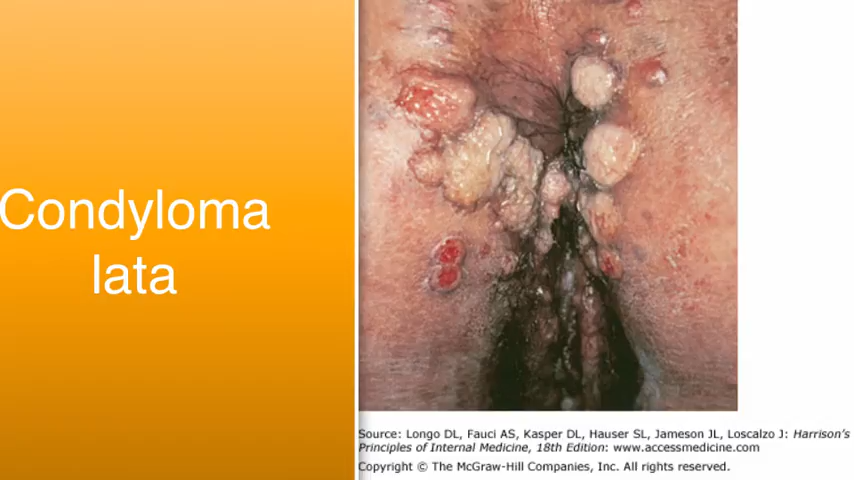 Condyloma
lata
Source: Longo DL, Fauci AS, Kasper DL, Hauser SL, Jameson JL, Loscalzo J: Harrison's
Principles of Internal Medicine, 18th Edition: www.accessmedicine.com
Copyright © The McGraw-Hill Companies, Inc. All rights reserved.